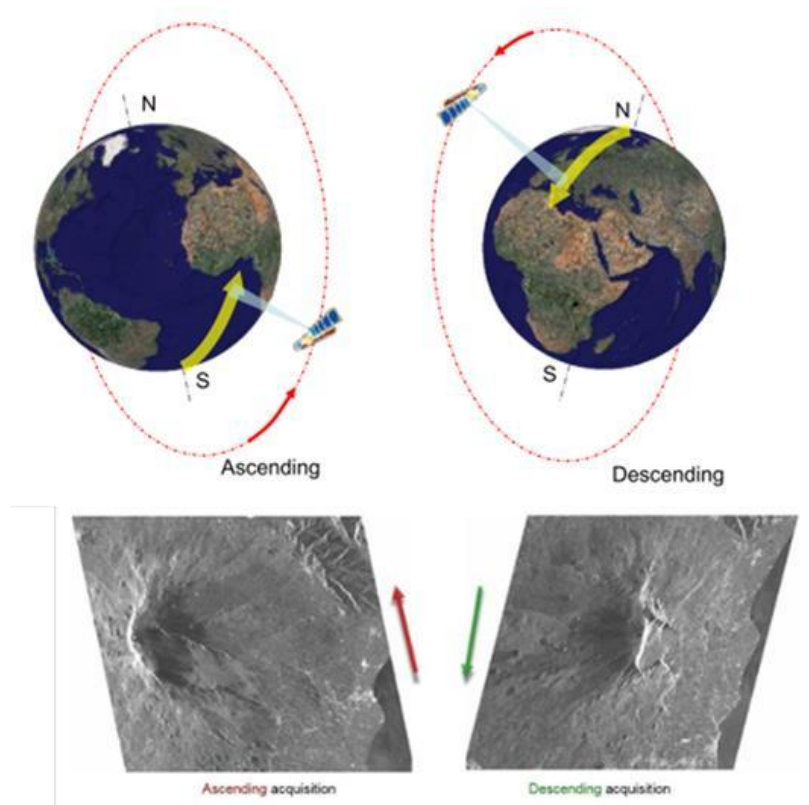 N
S
Ascending
N
S
Descending
Ascending acquisition
Descending acquisition